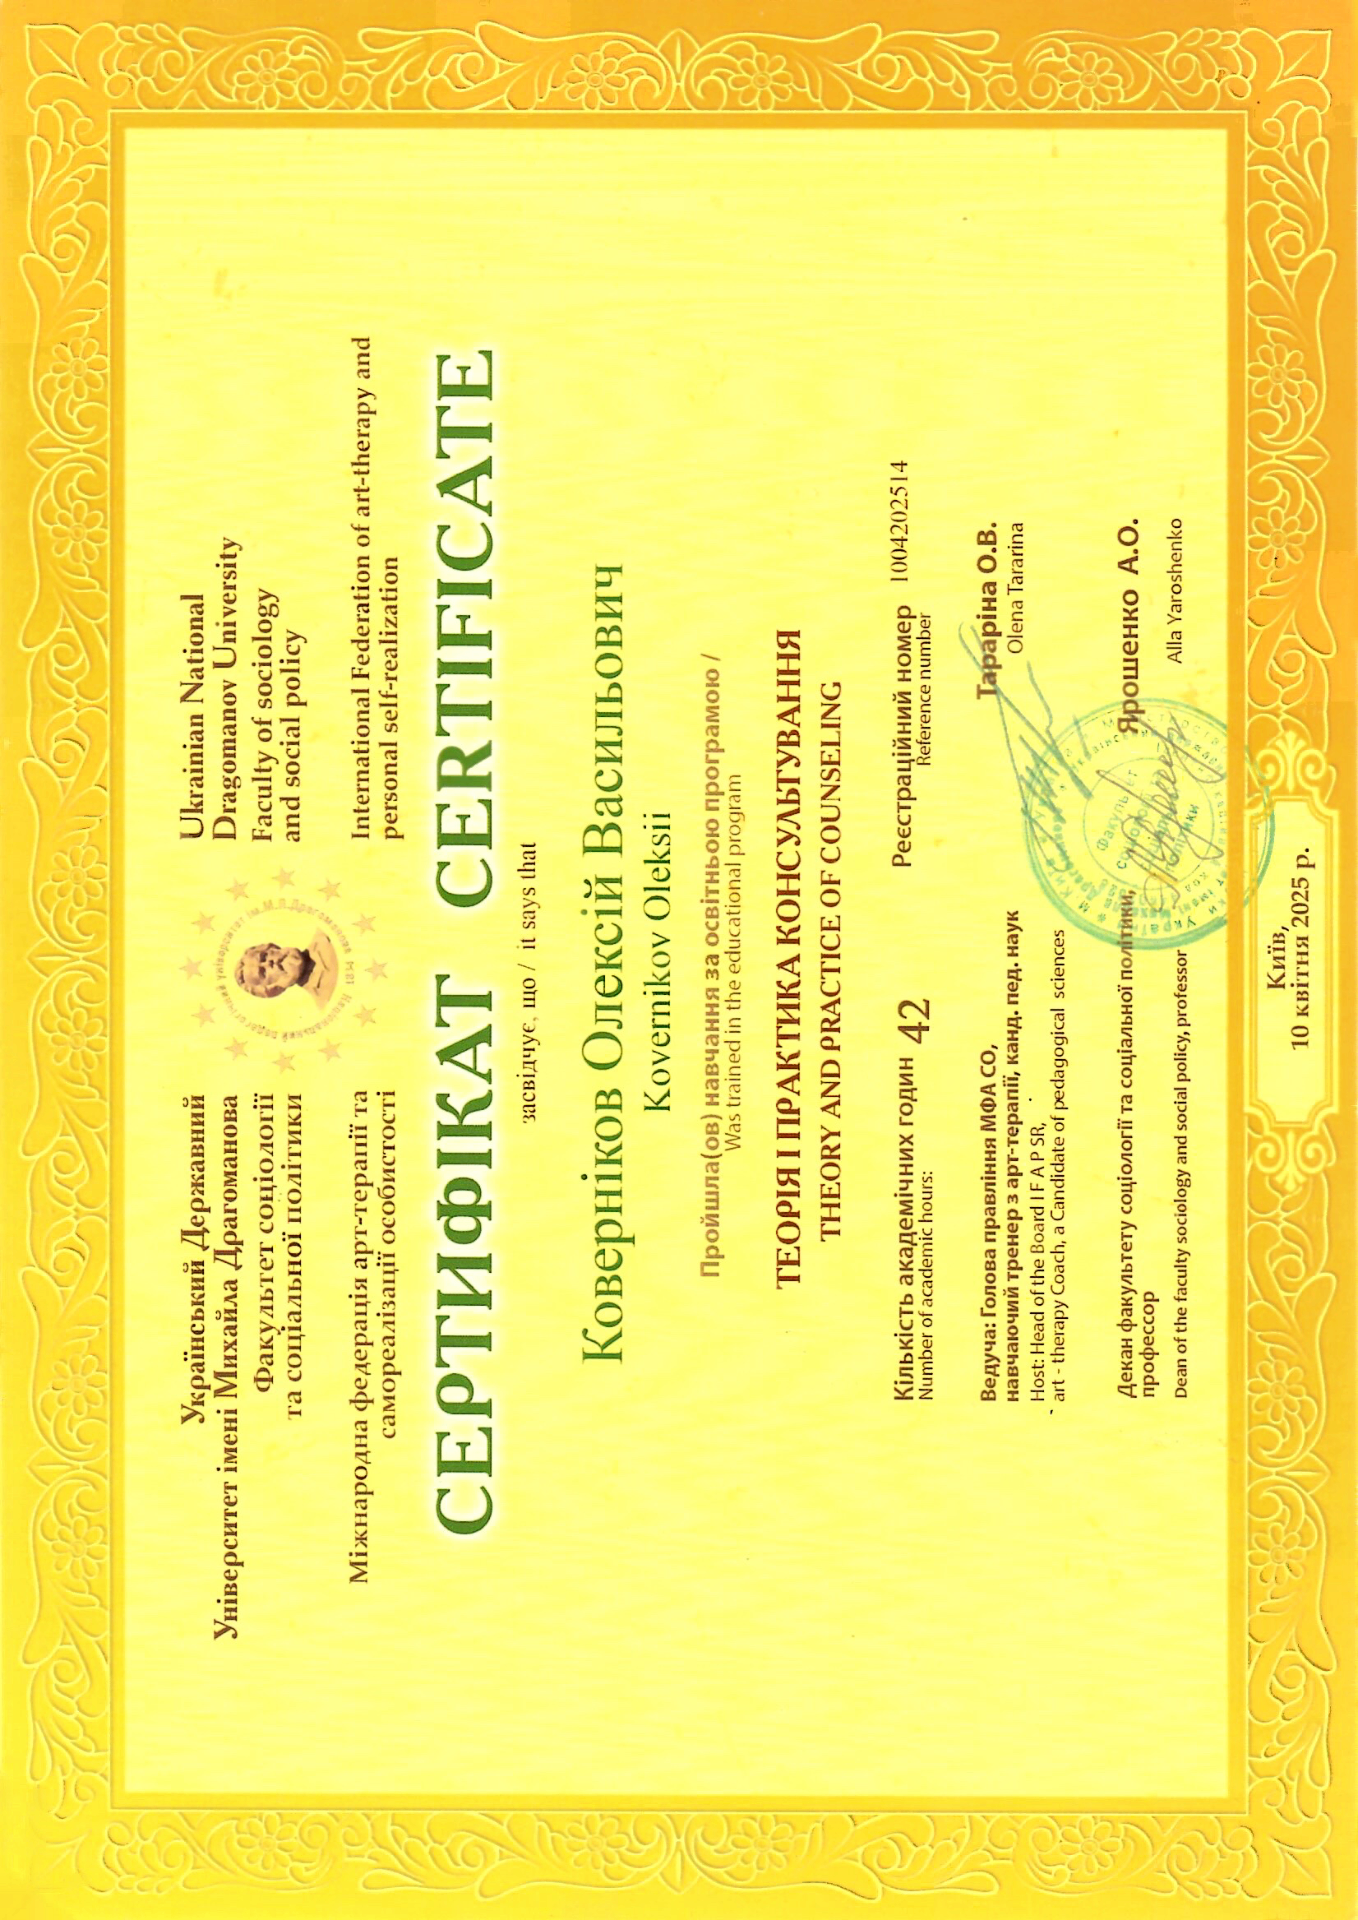 Український Державний
Університет імені Михайла Драгоманова
Факультет соціології
та соціальної політики
Міжнародна федерація арт-терапії та
самореалізації особистості
Ukrainian National
Dragomanov University
Faculty of sociology
and social policy
International Federation of art-therapy and
personal self-realization
СЕРТИФІКАТ CERTIFICATE
засвідчує, що / it says that
Коверніков Олексій Васильович
Kovernikov Oleksii
Пройшла(ов) навчання за освітньою програмою /
Was trained in the educational program
ТЕОРІЯ І ПРАКТИКА КОНСУЛЬТУВАННЯ
THEORY AND PRACTICE OF COUNSELING
Кількість академічних годин 42
Number of academic hours:
Реєстраційний номер 1004202514
Reference number
Ведуча: Голова правління МФА СО,
навчаючий тренер з арт-терапії, канд. пед. наук
Host: Head of the Board I F A P SR,
art - therapy Coach, a Candidate of pedagogical sciences
Тараріна О.В.
Olena Tararina
Декан факультету соціології та соціальної політики,
профессор
Dean of the faculty sociology and social policy, professor
Ярошенко А.О.
Alla Yaroshenko
Київ,
10 квітня 2025 р.